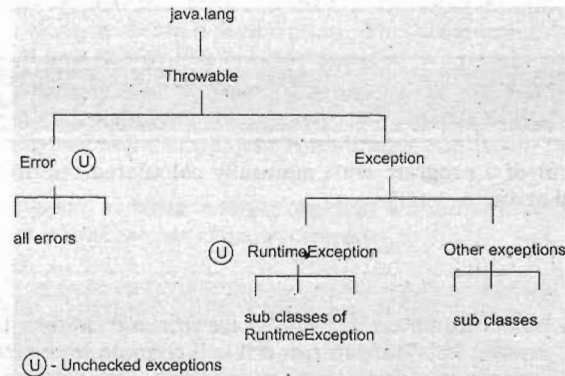 java.lang
Throwable
Error U
Exception
all errors
U RuntimeException
Other exceptions
sub classes of
RuntimeException
sub classes
U - Unchecked exceptions